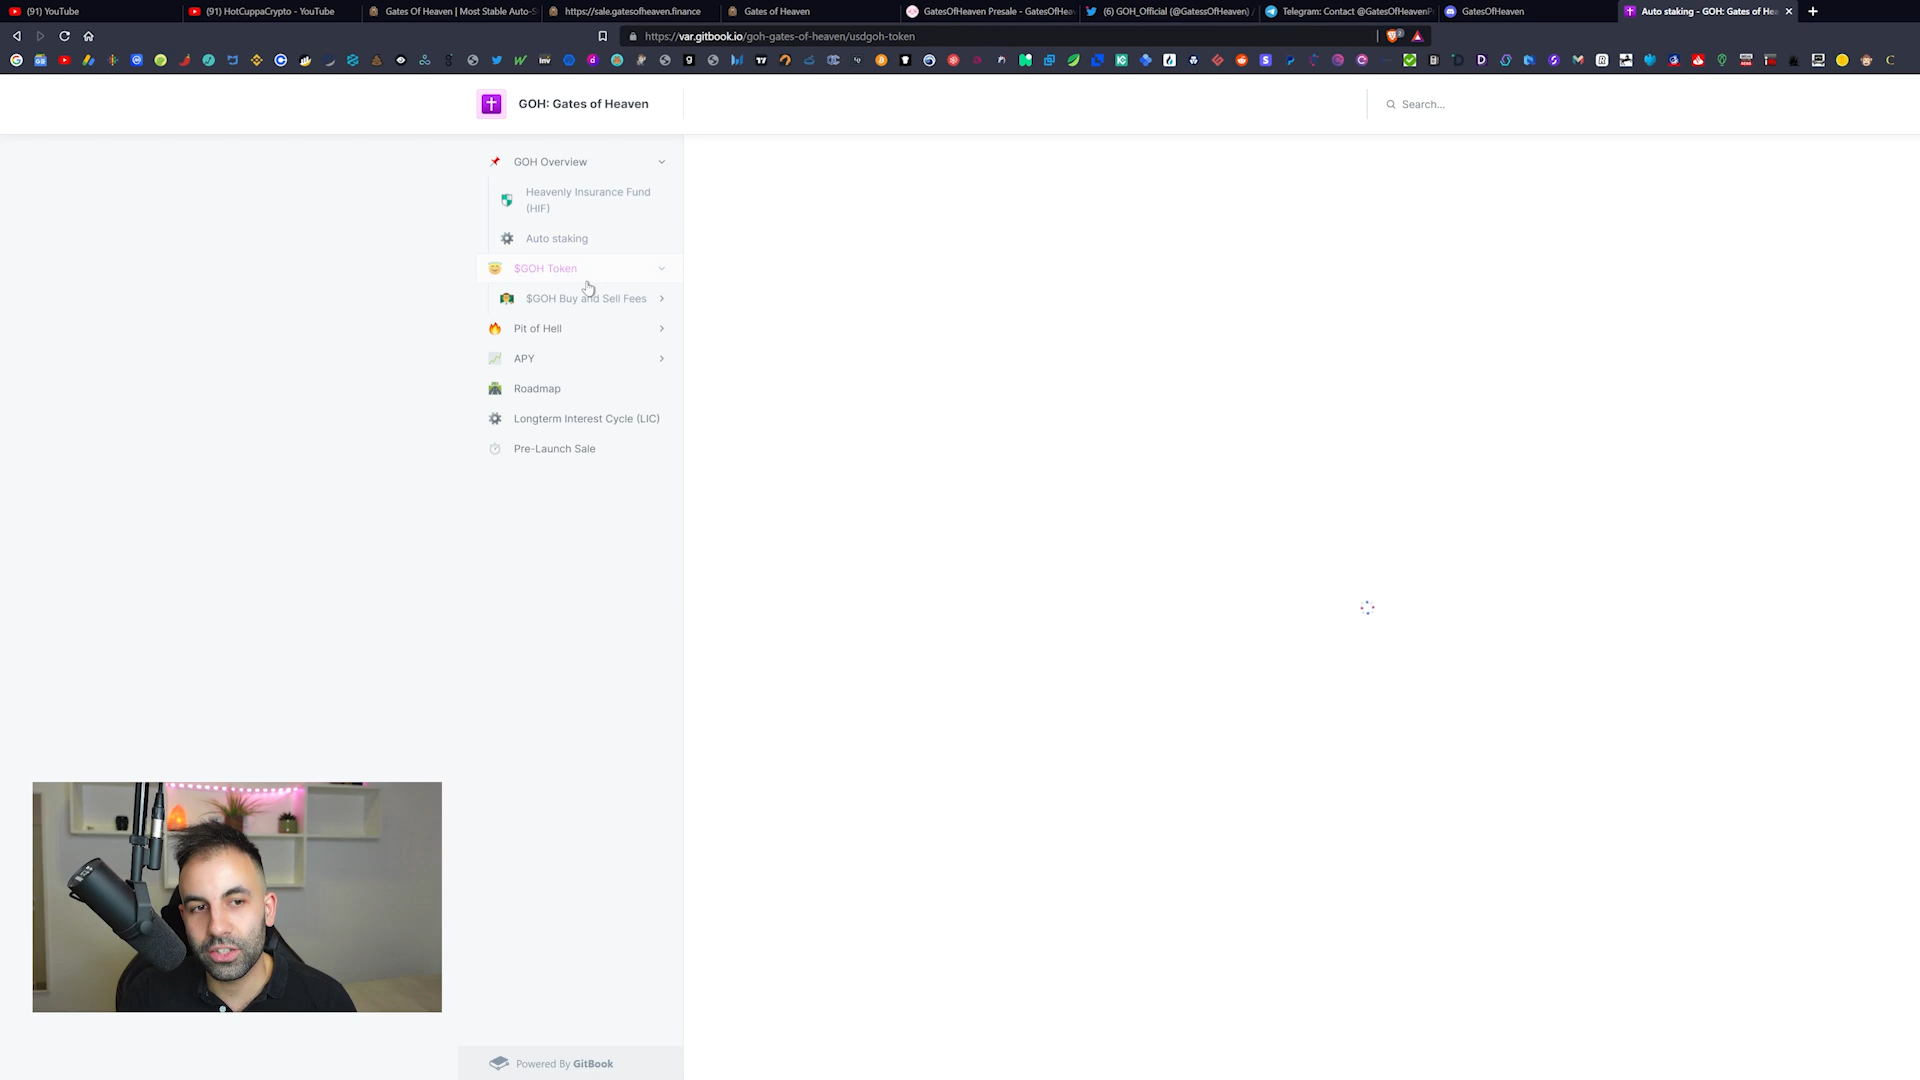 (91) YouTube
(91) HotCuppaCrypto - YouTube
Gates Of Heaven | Most Stable Auto-S
https://sale.gatesofheaven.finance
Gates of Heaven
GatesOfHeaven Presale - GatesOfHea
(6) GOH_Official (@GatessOfHeaven) /
Telegram: Contact @GatesOfHeavenP
GatesOfHeaven
Auto staking - GOH: Gates of Hea
https://var.gitbook.io/goh-gates-of-heaven/usdgoh-token
GOH: Gates of Heaven
Search...
GOH Overview
Heavenly Insurance Fund
(HIF)
Auto staking
$GOH Token
$GOH Buy and Sell Fees
Pit of Hell
APY
Roadmap
Longterm Interest Cycle (LIC)
Pre-Launch Sale
Powered By GitBook